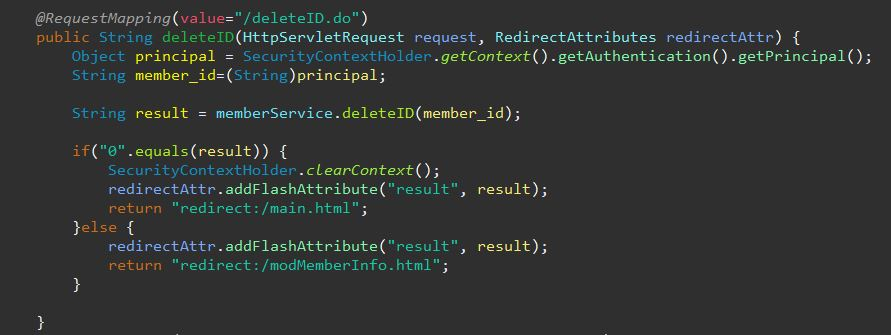 @RequestMapping(value="/deleteID.do")
public String deleteID(HttpServletRequest request, RedirectAttributes redirectAttr) {
Object principal = SecurityContextHolder.getContext().getAuthentication().getPrincipal();
String member_id=(String)principal;
String result = memberService.deleteID(member_id);
if("0".equals(result)) {
SecurityContextHolder.clearContext();
redirectAttr.addFlashAttribute("result", result);
return "redirect:/main.html";
}else {
redirectAttr.addFlashAttribute("result", result);
return "redirect:/modMemberInfo.html";
}
}